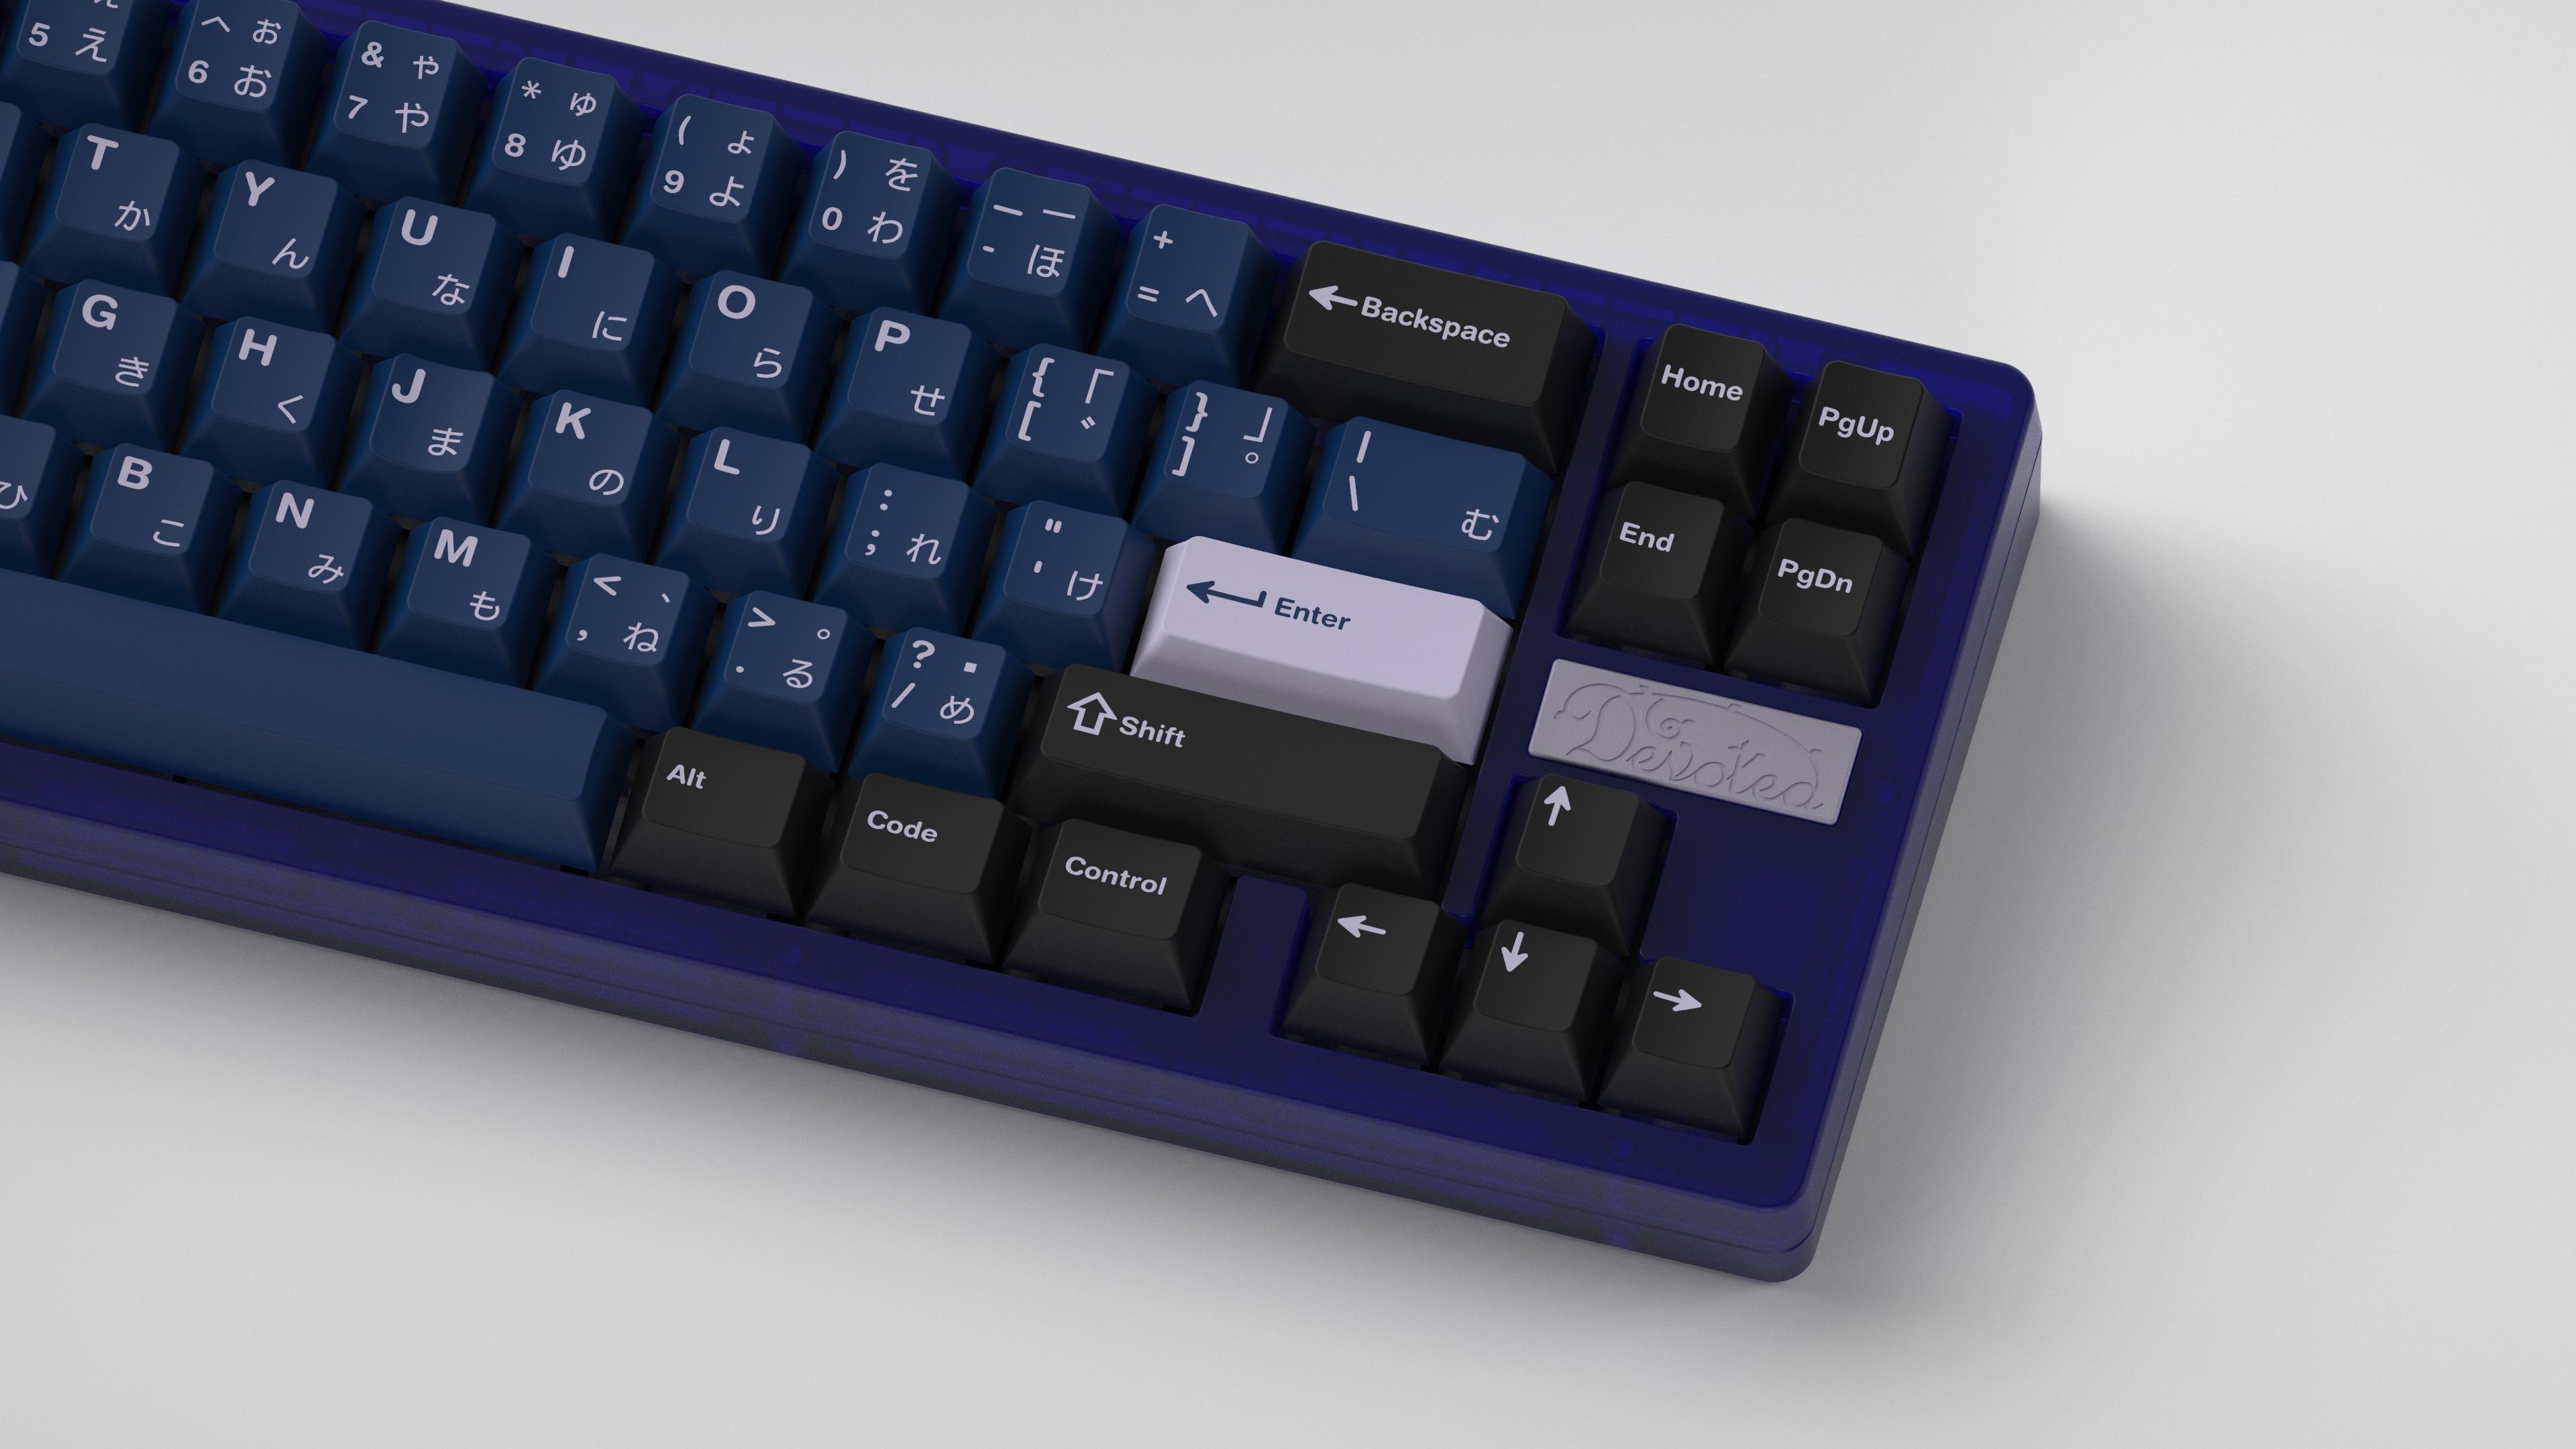 5 え
へ ぉ
6 お
& ゃ
7 や
* ゅ
8 ゆ
( ょ
9 よ
) を
0 わ
— ー
- ほ
+
= へ
← Backspace
Home
PgUp
T か
Y ん
U な
I に
O ら
P せ
{ 「
[ ゛
} 」
] ゜
|
\ む
End
PgDn
G き
H く
J ま
K の
L り
:
; れ
"
' け
Enter
Devoted
ひ
B こ
N み
M も
< 、
, ね
> 。
. る
? ・
/ め
Shift
↑
Alt
Code
Control
← ↓ →